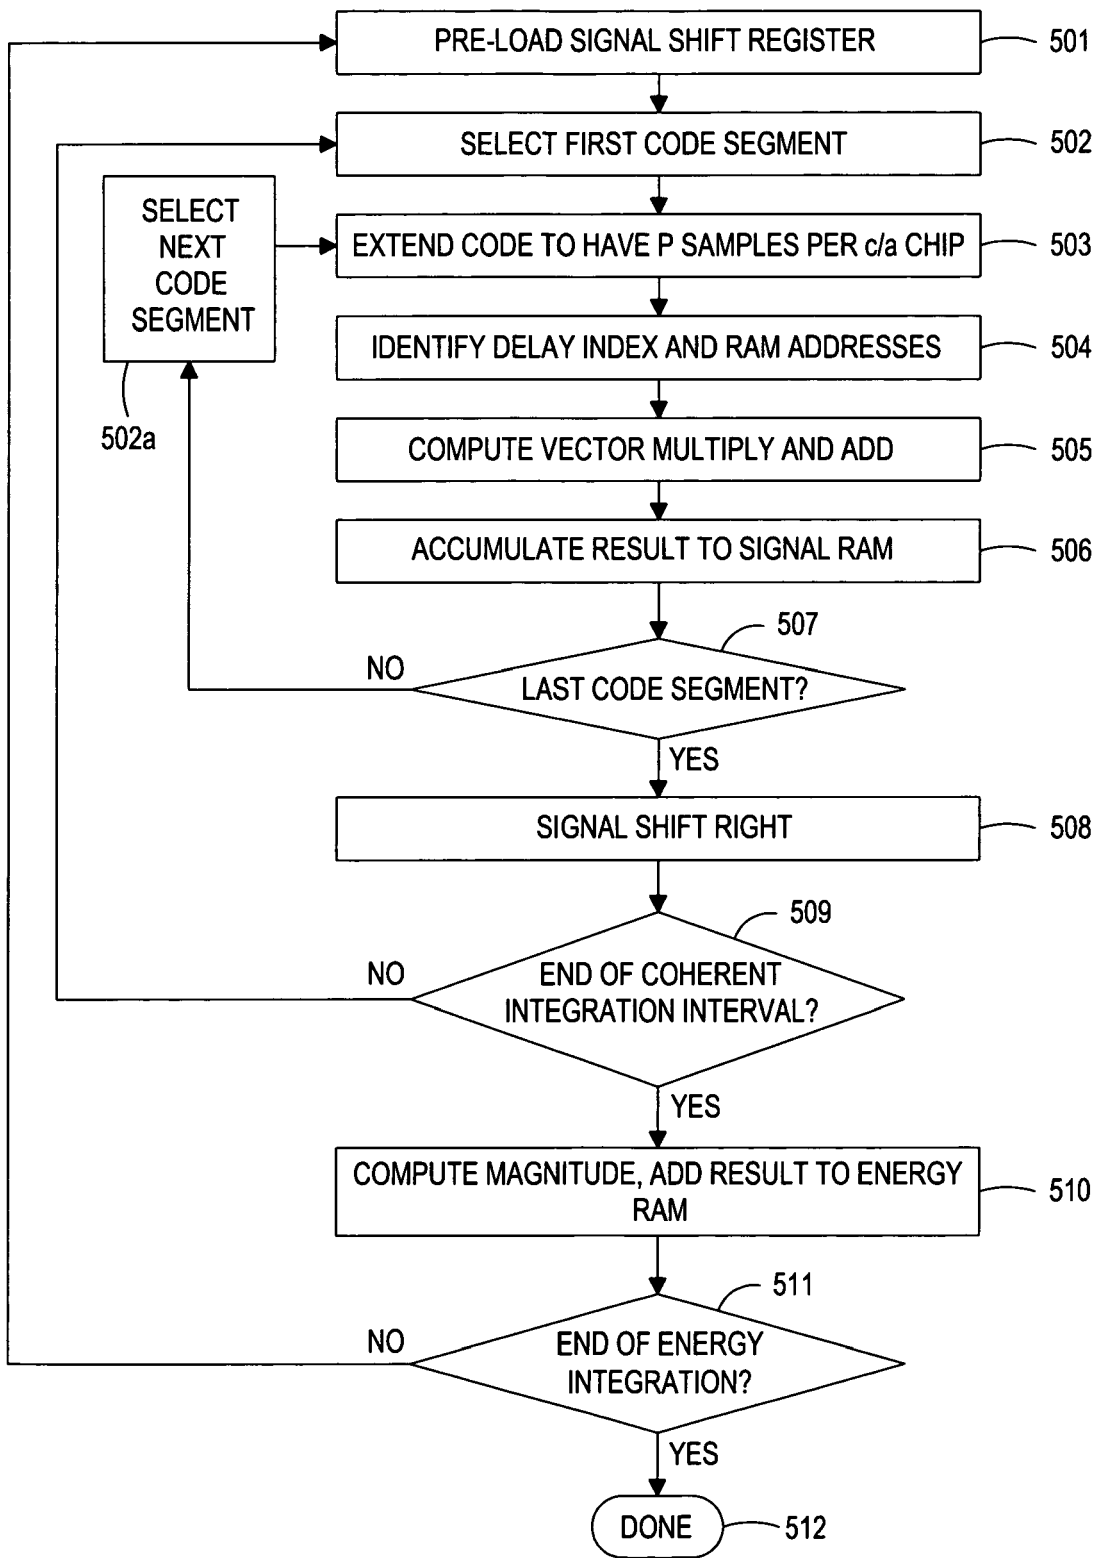 PRE-LOAD SIGNAL SHIFT REGISTER
501
SELECT FIRST CODE SEGMENT
502
SELECT
NEXT
CODE
SEGMENT
502a
EXTEND CODE TO HAVE P SAMPLES PER c/a CHIP
503
IDENTIFY DELAY INDEX AND RAM ADDRESSES
504
COMPUTE VECTOR MULTIPLY AND ADD
505
ACCUMULATE RESULT TO SIGNAL RAM
506
507
NO
LAST CODE SEGMENT?
YES
SIGNAL SHIFT RIGHT
508
509
NO
END OF COHERENT
INTEGRATION INTERVAL?
YES
COMPUTE MAGNITUDE, ADD RESULT TO ENERGY
RAM
510
511
NO
END OF ENERGY
INTEGRATION?
YES
DONE
512